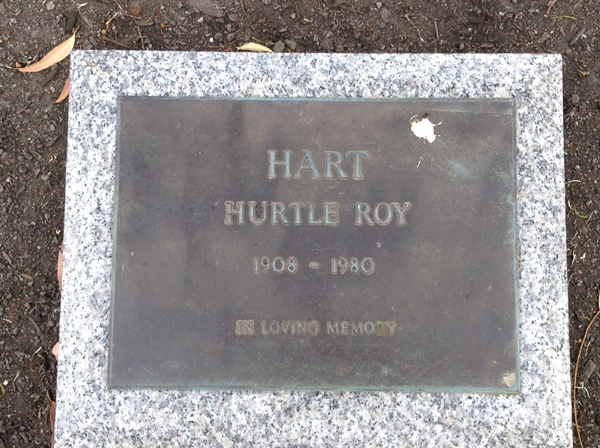 HART
HURTLE ROY
1908 - 1980
IN LOVING MEMORY